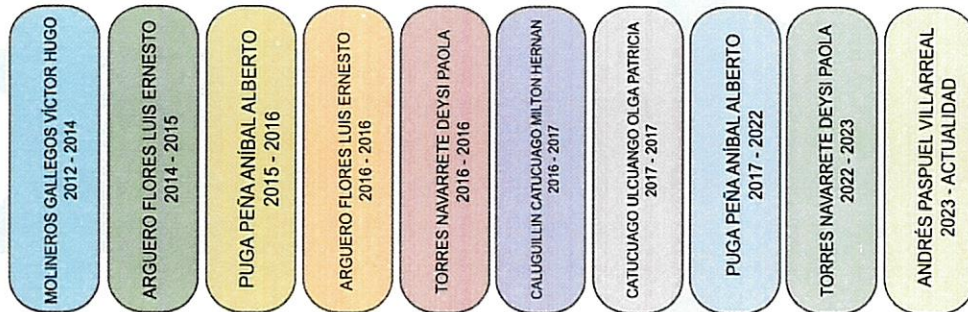 MOLINEROS GALLEGOS VÍCTOR HUGO
2012 - 2014
ARGUERO FLORES LUIS ERNESTO
2014 - 2015
PUGA PEÑA ANÍBAL ALBERTO
2015 - 2016
ARGUERO FLORES LUIS ERNESTO
2016 - 2016
TORRES NAVARRETE DEYSI PAOLA
2016 - 2016
CALUGUILLIN CATUCUAGO MILTON HERNAN
2016 - 2017
CATUCUAGO ULCUANGO OLGA PATRICIA
2017 - 2017
PUGA PEÑA ANÍBAL ALBERTO
2017 - 2022
TORRES NAVARRETE DEYSI PAOLA
2022 - 2023
ANDRÉS PASPUEL VILLARREAL
2023 - ACTUALIDAD